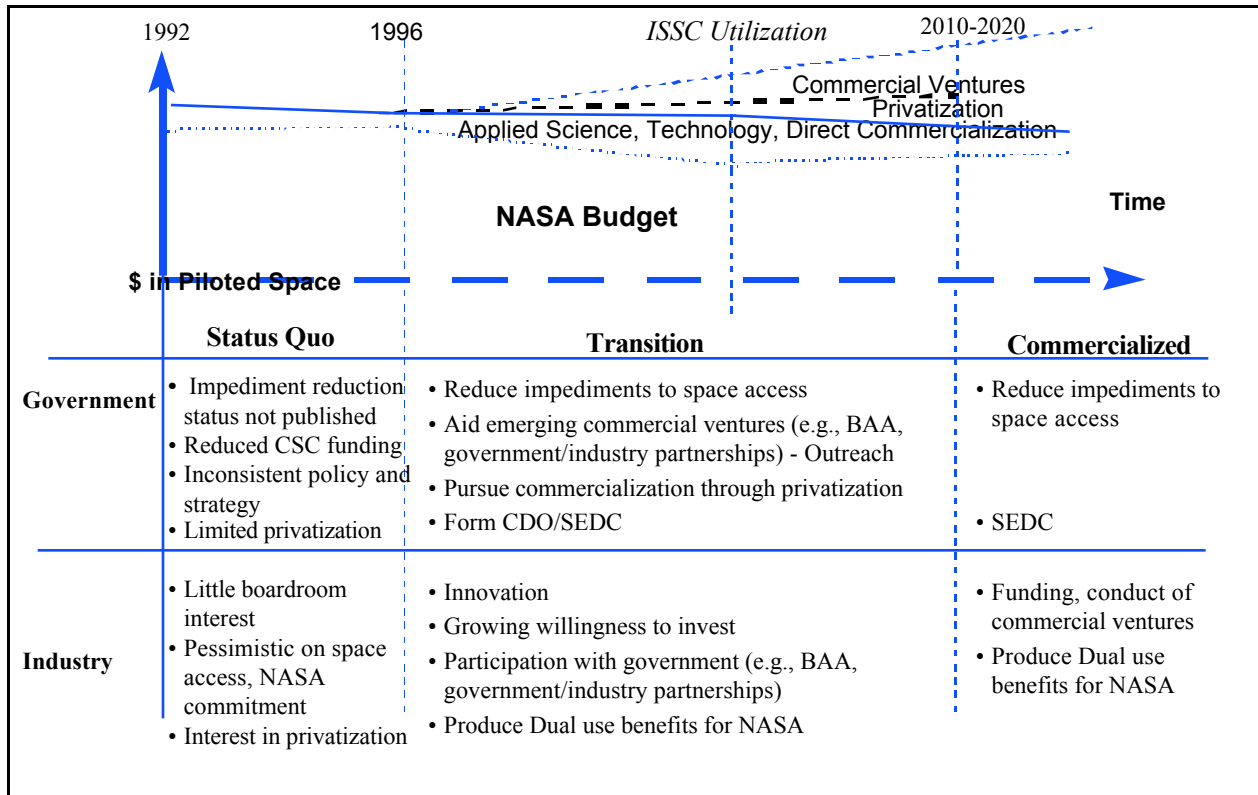 1992
1996
ISSC Utilization
2010-2020
Commercial Ventures
Privatization
Applied Science, Technology, Direct Commercialization
NASA Budget
Time
$ in Piloted Space
Status Quo
Transition
Commercialized
Government
• Impediment reduction
status not published
• Reduced CSC funding
• Inconsistent policy and
strategy
• Limited privatization
• Reduce impediments to space access
• Aid emerging commercial ventures (e.g., BAA,
government/industry partnerships) - Outreach
• Pursue commercialization through privatization
• Form CDO/SEDC
• Reduce impediments to
space access
• SEDC
Industry
• Little boardroom
interest
• Pessimistic on space
access, NASA
commitment
• Interest in privatization
• Innovation
• Growing willingness to invest
• Participation with government (e.g., BAA,
government/industry partnerships)
• Produce Dual use benefits for NASA
• Funding, conduct of
commercial ventures
• Produce Dual use
benefits for NASA